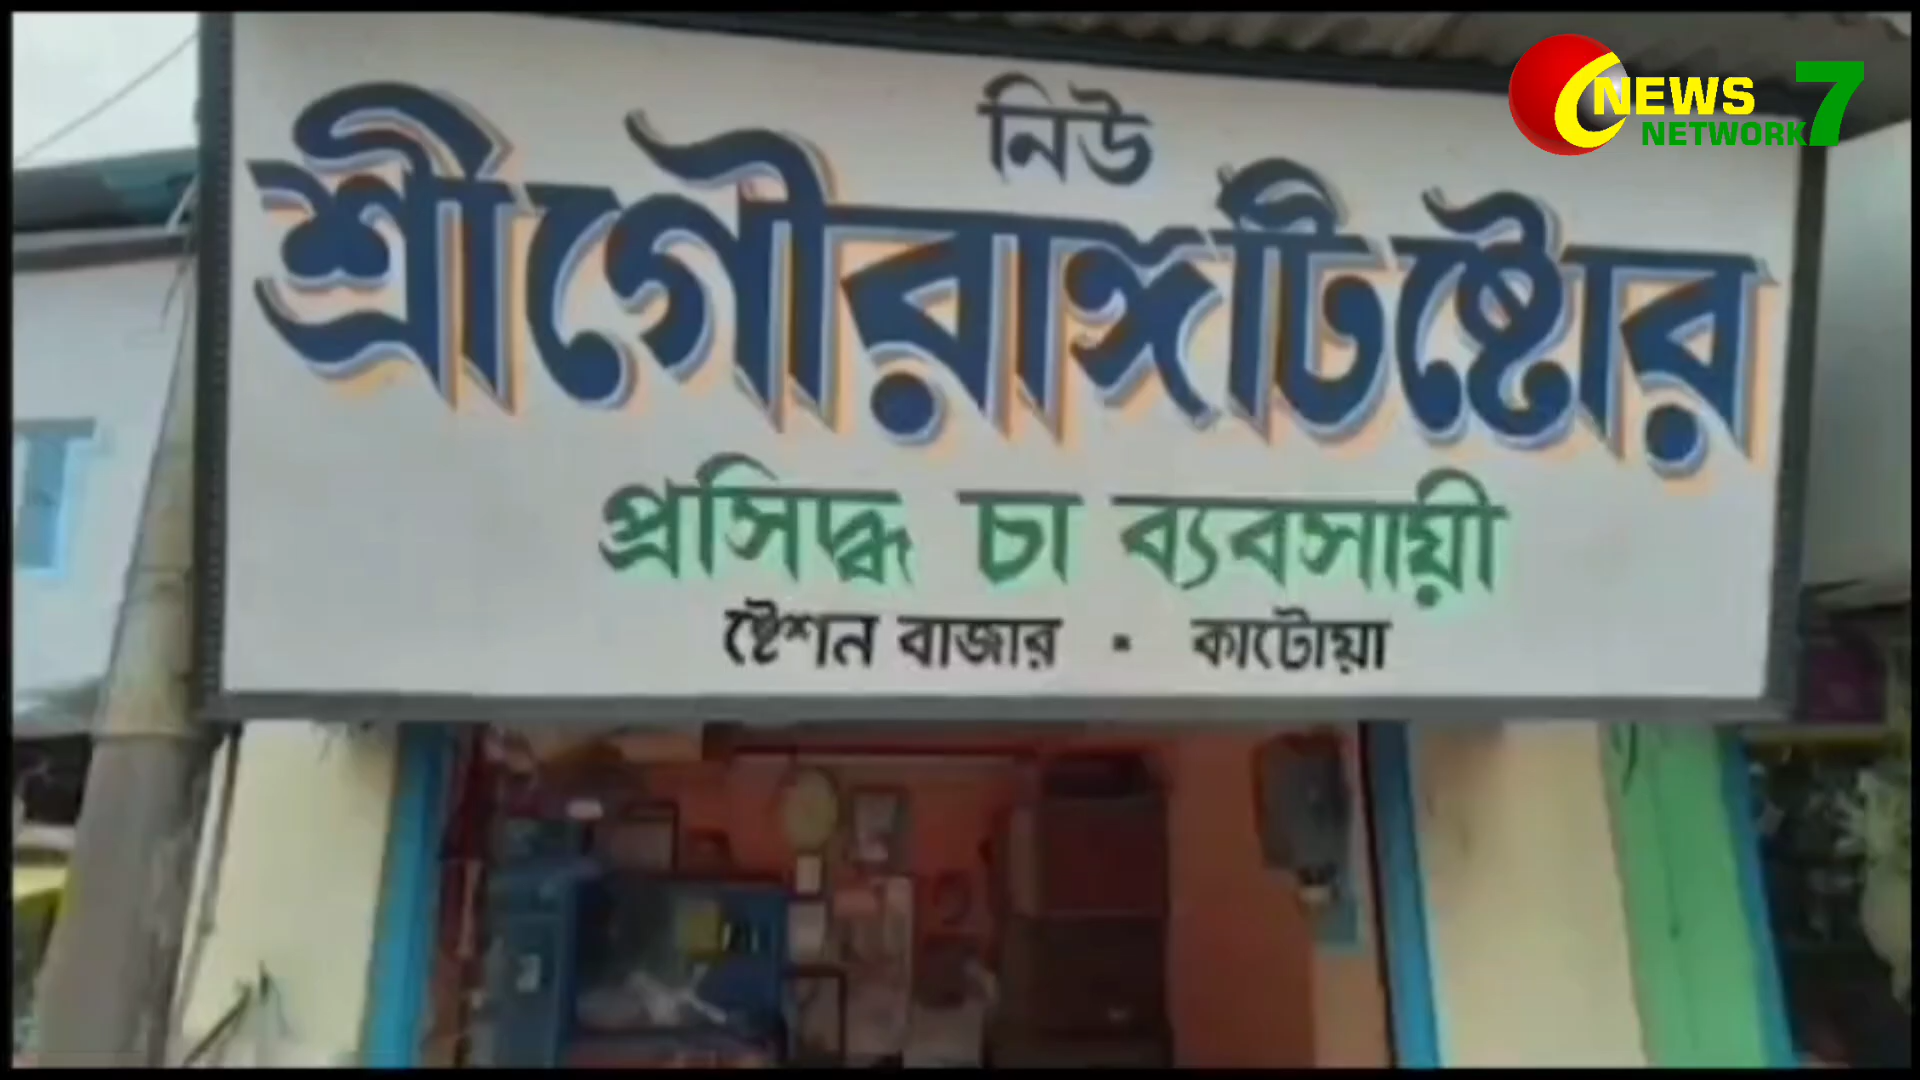 নিউ
শ্রীগৌরাঙ্গ টি ষ্টোর
প্রসিদ্ধ চা ব্যবসায়ী
ষ্টেশন বাজার • কাটোয়া
NEWS
NETWORK 7